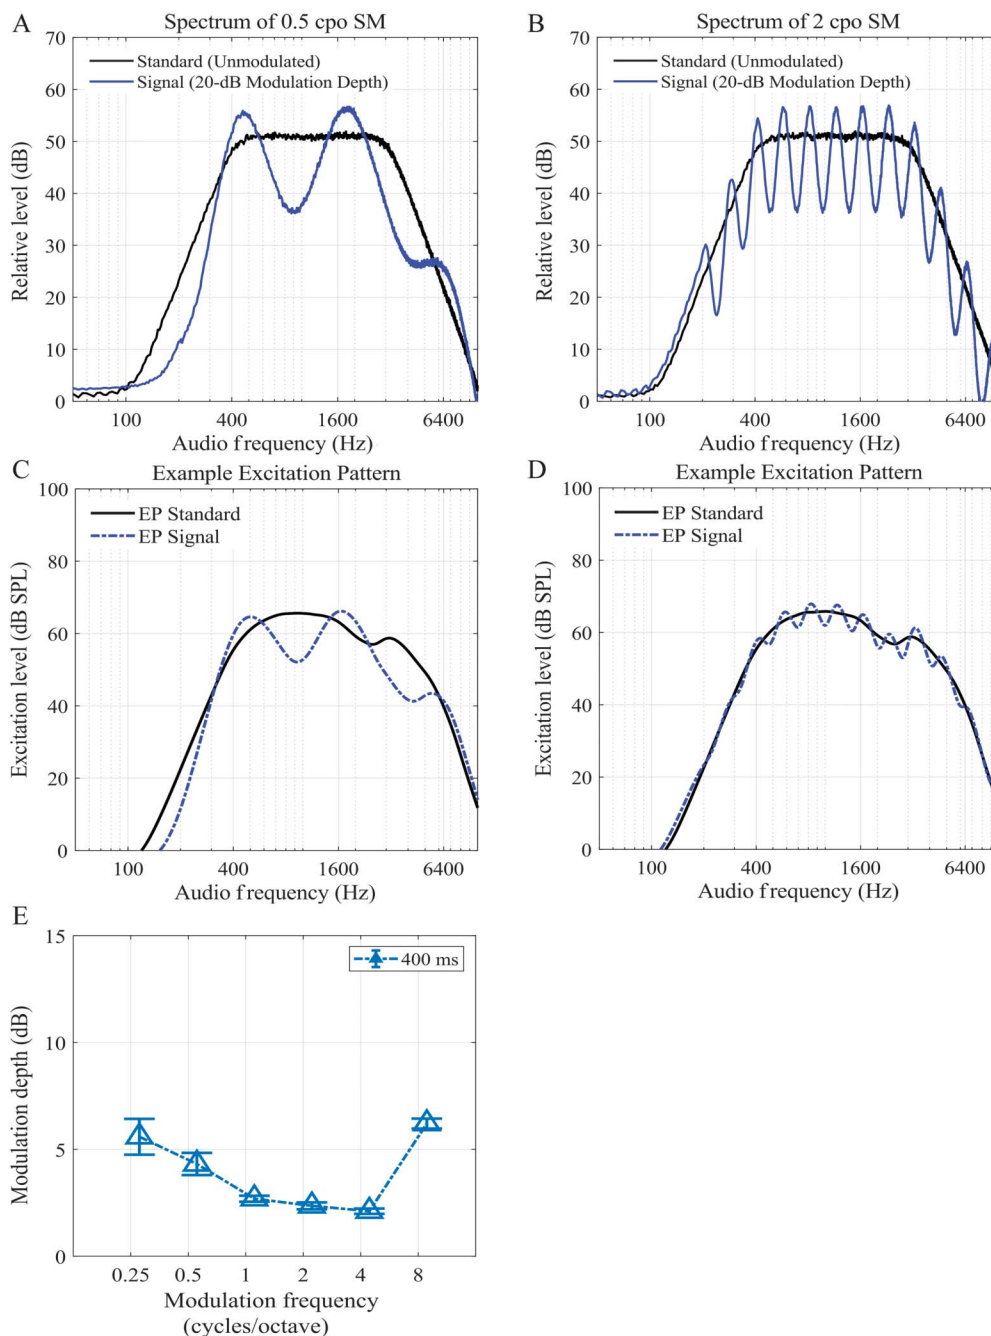 A
Spectrum of 0.5 cpo SM
70
60
50
40
30
20
10
0
Relative level (dB)
Standard (Unmodulated)
Signal (20-dB Modulation Depth)
100 400 1600 6400
Audio frequency (Hz)
B
Spectrum of 2 cpo SM
70
60
50
40
30
20
10
0
Relative level (dB)
Standard (Unmodulated)
Signal (20-dB Modulation Depth)
100 400 1600 6400
Audio frequency (Hz)
C
Example Excitation Pattern
100
80
60
40
20
0
Excitation level (dB SPL)
EP Standard
EP Signal
100 400 1600 6400
Audio frequency (Hz)
D
Example Excitation Pattern
100
80
60
40
20
0
Excitation level (dB SPL)
EP Standard
EP Signal
100 400 1600 6400
Audio frequency (Hz)
E
15
10
5
0
Modulation depth (dB)
400 ms
0.25 0.5 1 2 4 8
Modulation frequency
(cycles/octave)